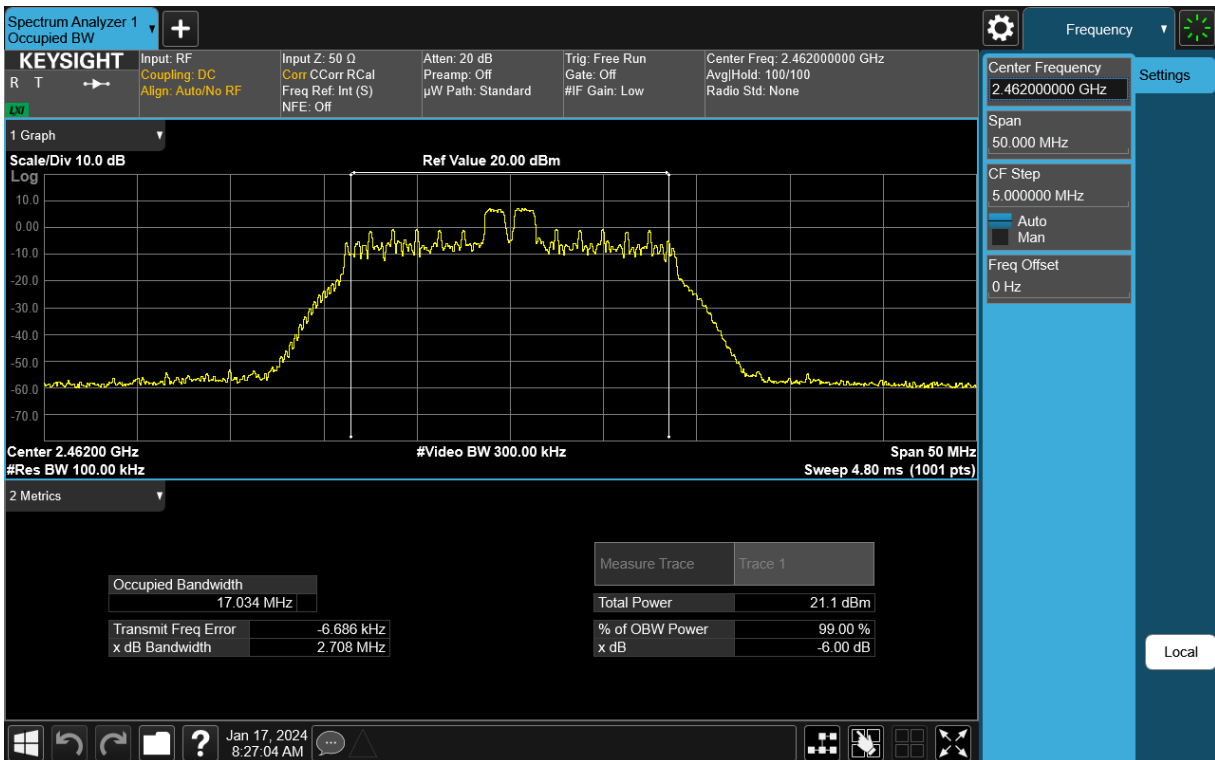 Spectrum Analyzer 1
Occupied BW
Frequency
KEYSIGHT
R T
LXI
Input: RF
Coupling: DC
Align: Auto/No RF
Input Z: 50 Ω
Corr CCorr RCal
Freq Ref: Int (S)
NFE: Off
Atten: 20 dB
Preamp: Off
µW Path: Standard
Trig: Free Run
Gate: Off
#IF Gain: Low
Center Freq: 2.462000000 GHz
Avg|Hold: 100/100
Radio Std: None
Center Frequency
2.462000000 GHz
Settings
Span
50.000 MHz
CF Step
5.000000 MHz
Auto
Man
Freq Offset
0 Hz
1 Graph
Scale/Div 10.0 dB
Ref Value 20.00 dBm
Log
10.0
0.00
-10.0
-20.0
-30.0
-40.0
-50.0
-60.0
-70.0
Center 2.46200 GHz
#Video BW 300.00 kHz
Span 50 MHz
#Res BW 100.00 kHz
Sweep 4.80 ms (1001 pts)
2 Metrics
Measure Trace
Trace 1
Occupied Bandwidth
17.034 MHz
Total Power
21.1 dBm
Transmit Freq Error
-6.686 kHz
% of OBW Power
99.00 %
x dB Bandwidth
2.708 MHz
x dB
-6.00 dB
Local
?
Jan 17, 2024
8:27:04 AM